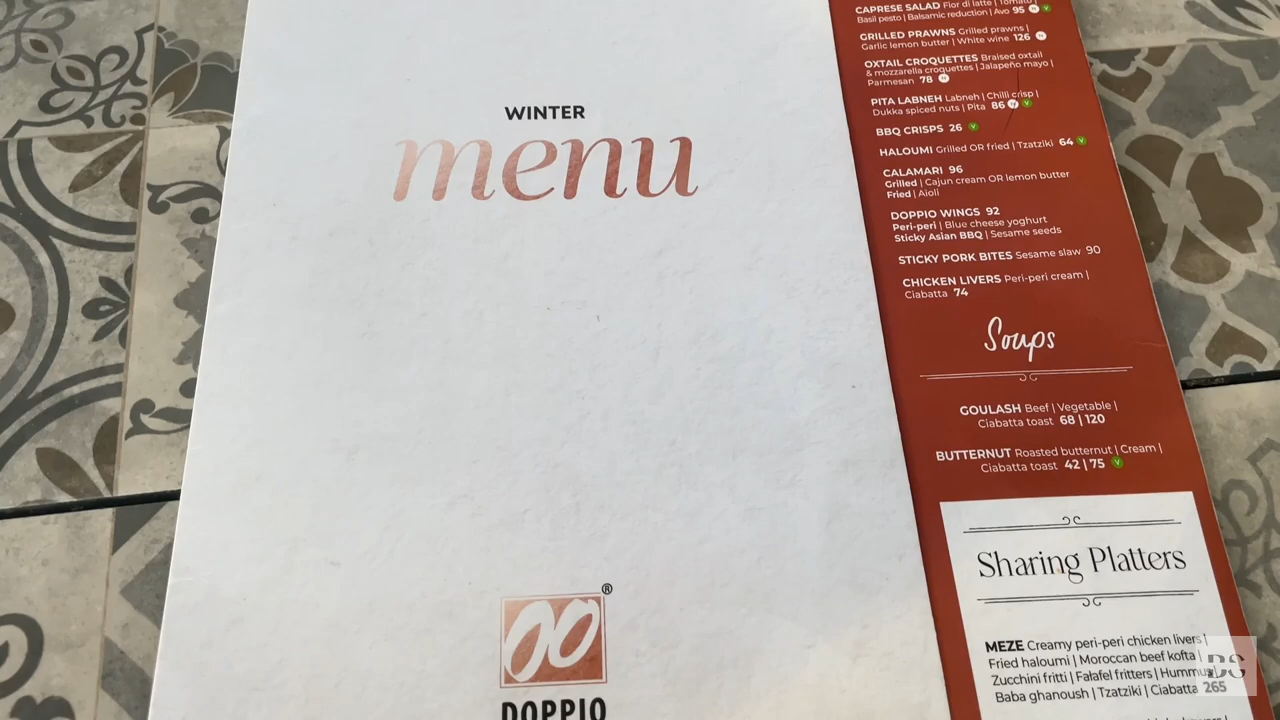 WINTER
menu
®
DOPPIO
CAPRESE SALAD Fior di latte | Tomato |
Basil pesto | Balsamic reduction | Avo 95 N V
GRILLED PRAWNS Grilled prawns |
Garlic lemon butter | White wine 126
OXTAIL CROQUETTES Braised oxtail
& mozzarella croquettes | Jalapeño mayo |
Parmesan 78
PITA LABNEH Labneh | Chilli crisp |
Dukka spiced nuts | Pita 86 V
BBQ CRISPS 26 V
HALOUMI Grilled OR fried | Tzatziki 64 V
CALAMARI 96
Grilled | Cajun cream OR lemon butter
Fried | Aioli
DOPPIO WINGS 92
Peri-peri | Blue cheese yoghurt
Sticky Asian BBQ | Sesame seeds
STICKY PORK BITES Sesame slaw 90
CHICKEN LIVERS Peri-peri cream |
Ciabatta 74
Soups
GOULASH Beef | Vegetable |
Ciabatta toast 68 | 120
BUTTERNUT Roasted butternut | Cream |
Ciabatta toast 42 | 75 V
Sharing Platters
MEZE Creamy peri-peri chicken livers |
Fried haloumi | Moroccan beef kofta |
Zucchini fritti | Falafel fritters | Hummus |
Baba ghanoush | Tzatziki | Ciabatta 265